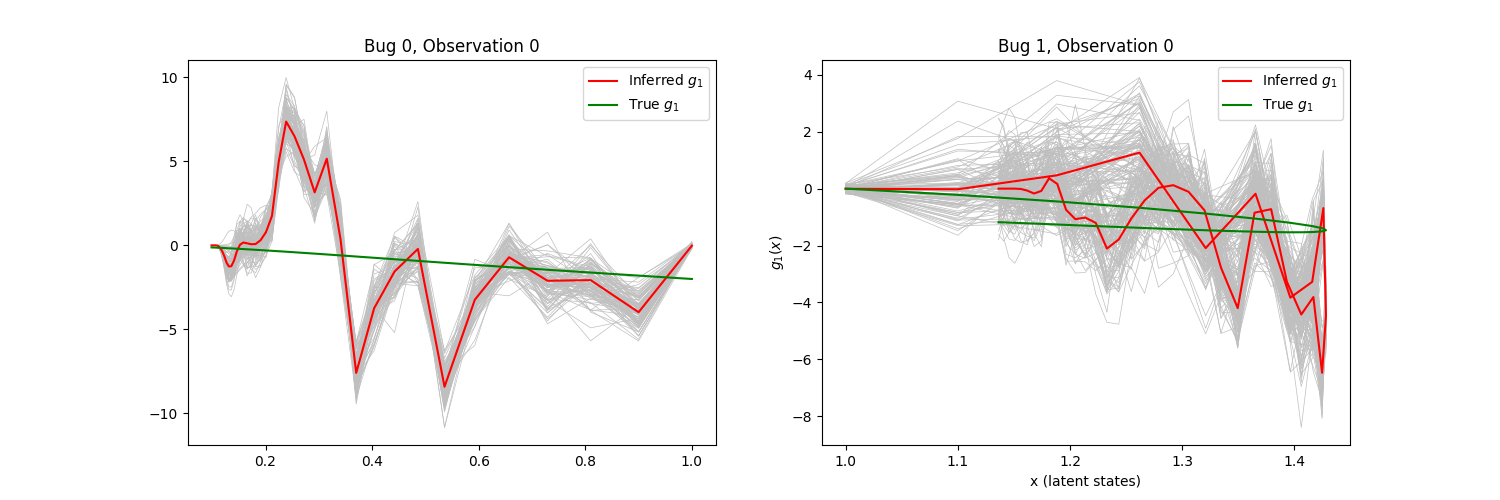 Bug 0, Observation 0
Inferred g₁
True g₁
10
5
0
−5
−10
0.2 0.4 0.6 0.8 1.0
Bug 1, Observation 0
Inferred g₁
True g₁
4
2
0
−2
−4
−6
−8
g₁(x)
1.0 1.1 1.2 1.3 1.4
x (latent states)